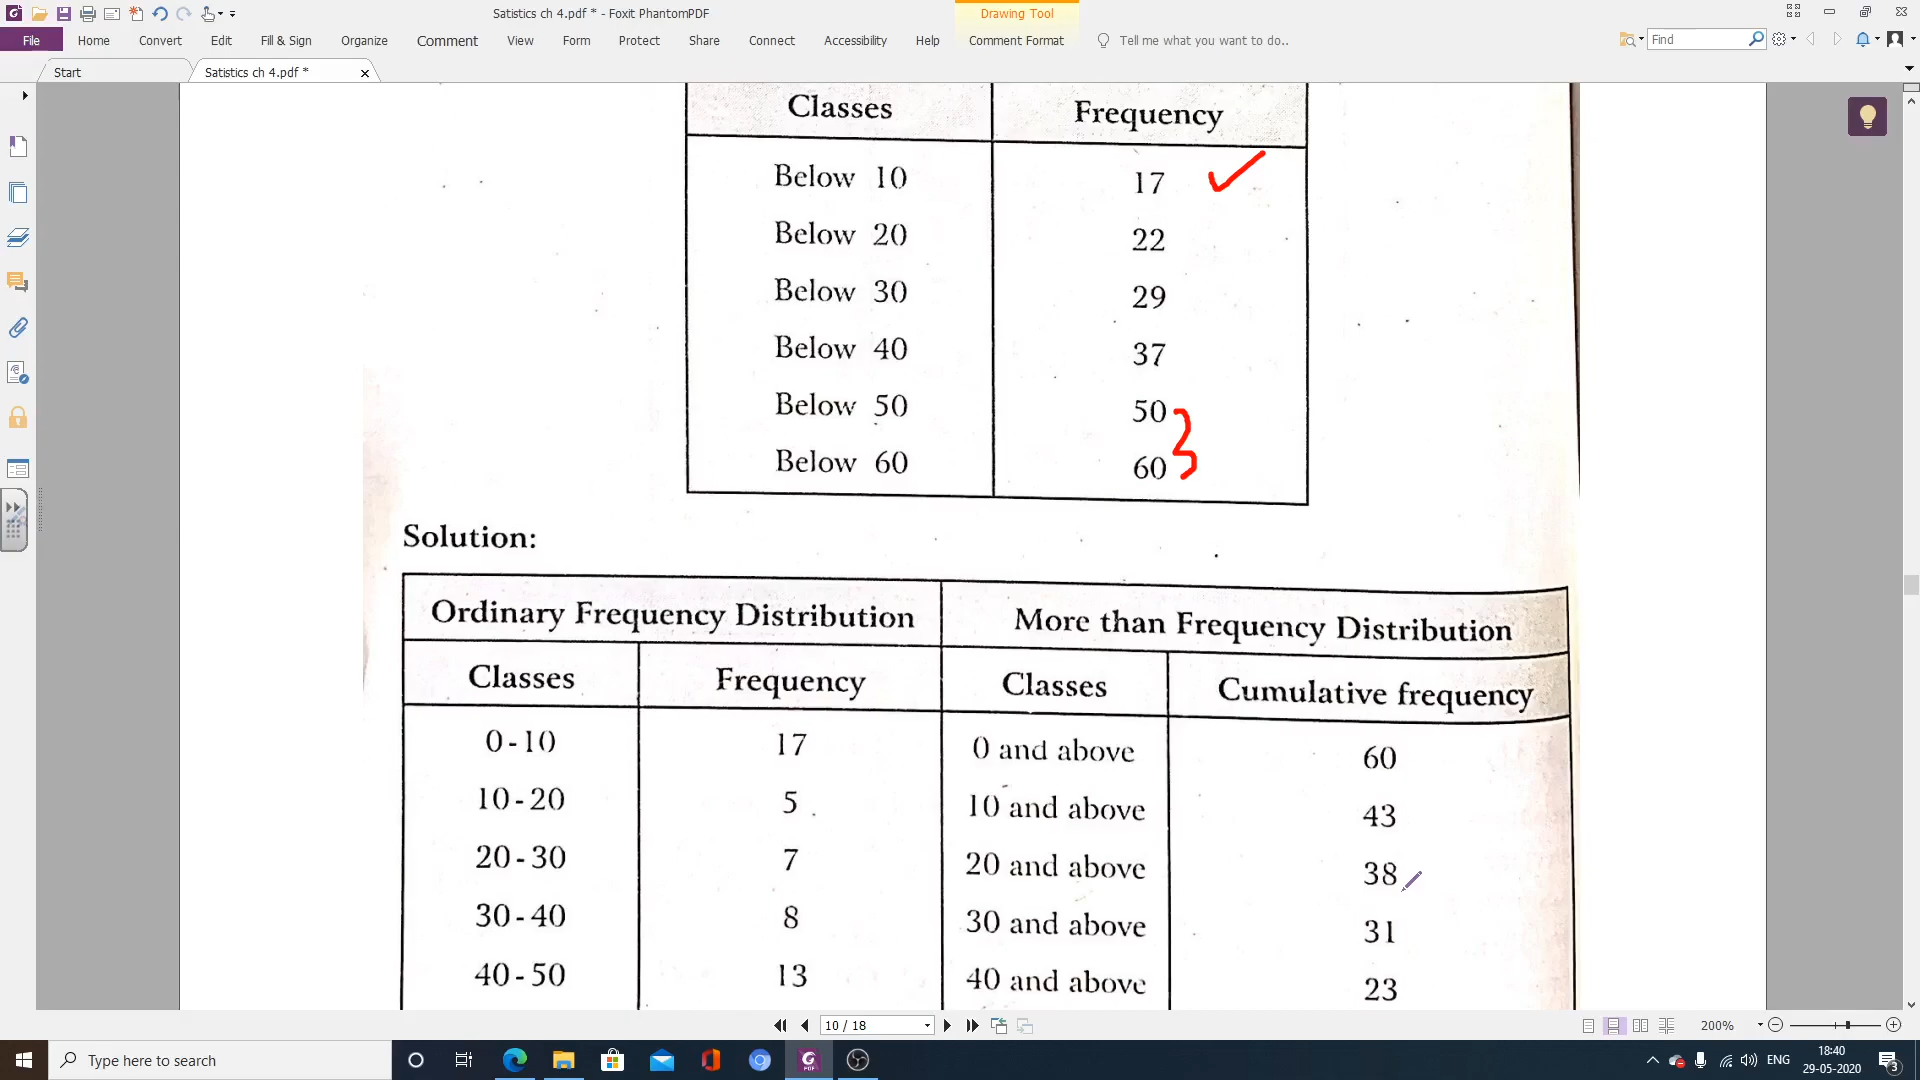 Satistics ch 4.pdf * - Foxit PhantomPDF
Drawing Tool
File Home Convert Edit Fill & Sign Organize Comment View Form Protect Share Connect Accessibility Help Comment Format Tell me what you want to do.. Find
Start
Satistics ch 4.pdf *
Classes Frequency
Below 10 17
Below 20 22
Below 30 29
Below 40 37
Below 50 50
Below 60 60
Solution:
Ordinary Frequency Distribution More than Frequency Distribution
Classes Frequency Classes Cumulative frequency
0-10 17 0 and above 60
10-20 5 10 and above 43
20-30 7 20 and above 38
30-40 8 30 and above 31
40-50 13 40 and above 23
10 / 18
200%
Type here to search
ENG
18:40
29-05-2020
3